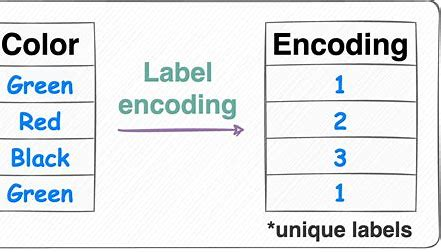 Color
Green
Red
Black
Green
Label
encoding
Encoding
1
2
3
1
*unique labels